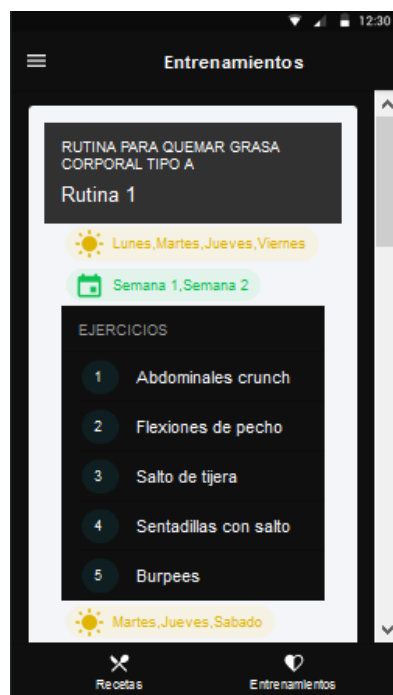 12:30
Entrenamientos
RUTINA PARA QUEMAR GRASA
CORPORAL TIPO A
Rutina 1
Lunes,Martes,Jueves,Viernes
Semana 1,Semana 2
EJERCICIOS
1 Abdominales crunch
2 Flexiones de pecho
3 Salto de tijera
4 Sentadillas con salto
5 Burpees
Martes,Jueves,Sabado
Recetas Entrenamientos